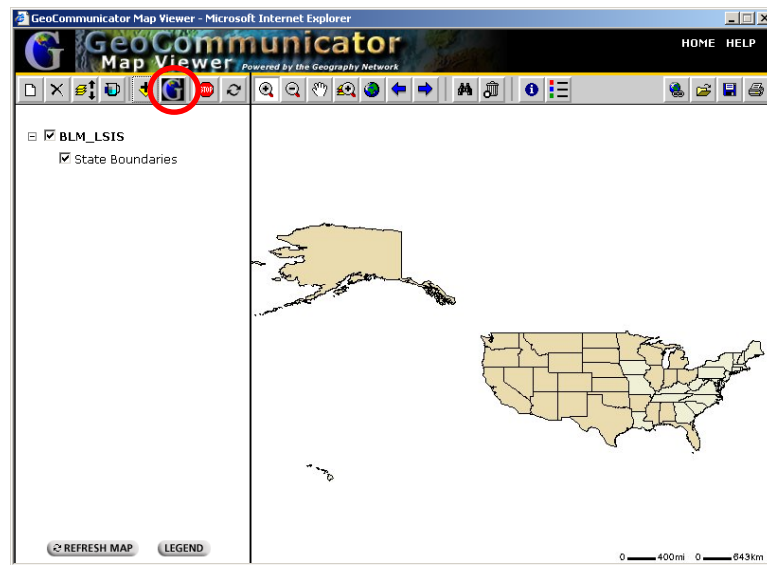 GeoCommunicator Map Viewer - Microsoft Internet Explorer
GeoCommunicator
Map Viewer Powered by the Geography Network
HOME HELP
STOP
BLM_LSIS
State Boundaries
REFRESH MAP LEGEND
0 400mi 0 643km